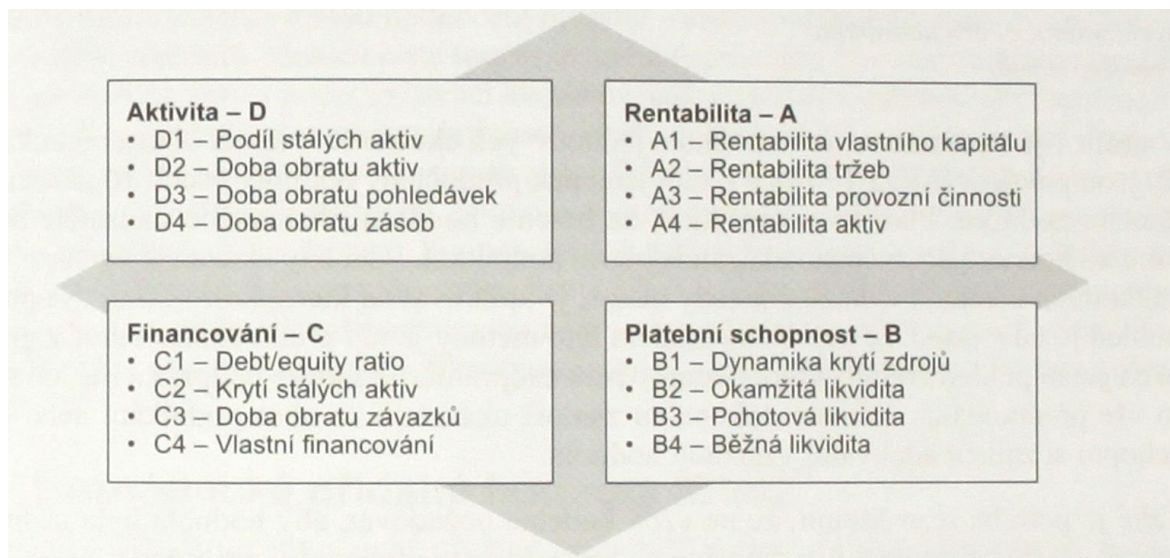 Aktivita – D
• D1 – Podíl stálých aktiv
• D2 – Doba obratu aktiv
• D3 – Doba obratu pohledávek
• D4 – Doba obratu zásob
Rentabilita – A
• A1 – Rentabilita vlastního kapitálu
• A2 – Rentabilita tržeb
• A3 – Rentabilita provozní činnosti
• A4 – Rentabilita aktiv
Financování - C
• C1 – Debt/equity ratio
• C2 – Krytí stálých aktiv
• C3 – Doba obratu závazků
• C4 – Vlastní financování
Platební schopnost – B
• B1 – Dynamika krytí zdrojů
• B2 – Okamžitá likvidita
• B3 – Pohotová likvidita
• B4 – Běžná likvidita